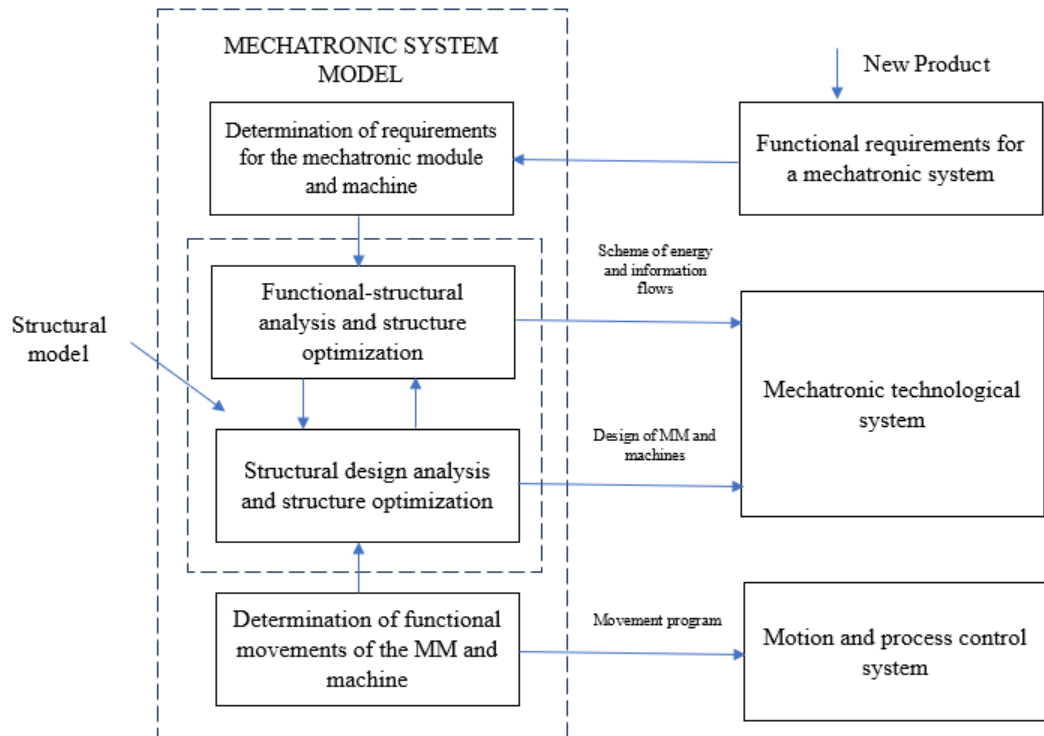 MECHATRONIC SYSTEM
MODEL
New Product
Determination of requirements
for the mechatronic module
and machine
Functional requirements for
a mechatronic system
Scheme of energy
and information
flows
Functional-structural
analysis and structure
optimization
Structural
model
Mechatronic technological
system
Design of MM and
machines
Structural design analysis
and structure optimization
Determination of functional
movements of the MM and
machine
Movement program
Motion and process control
system